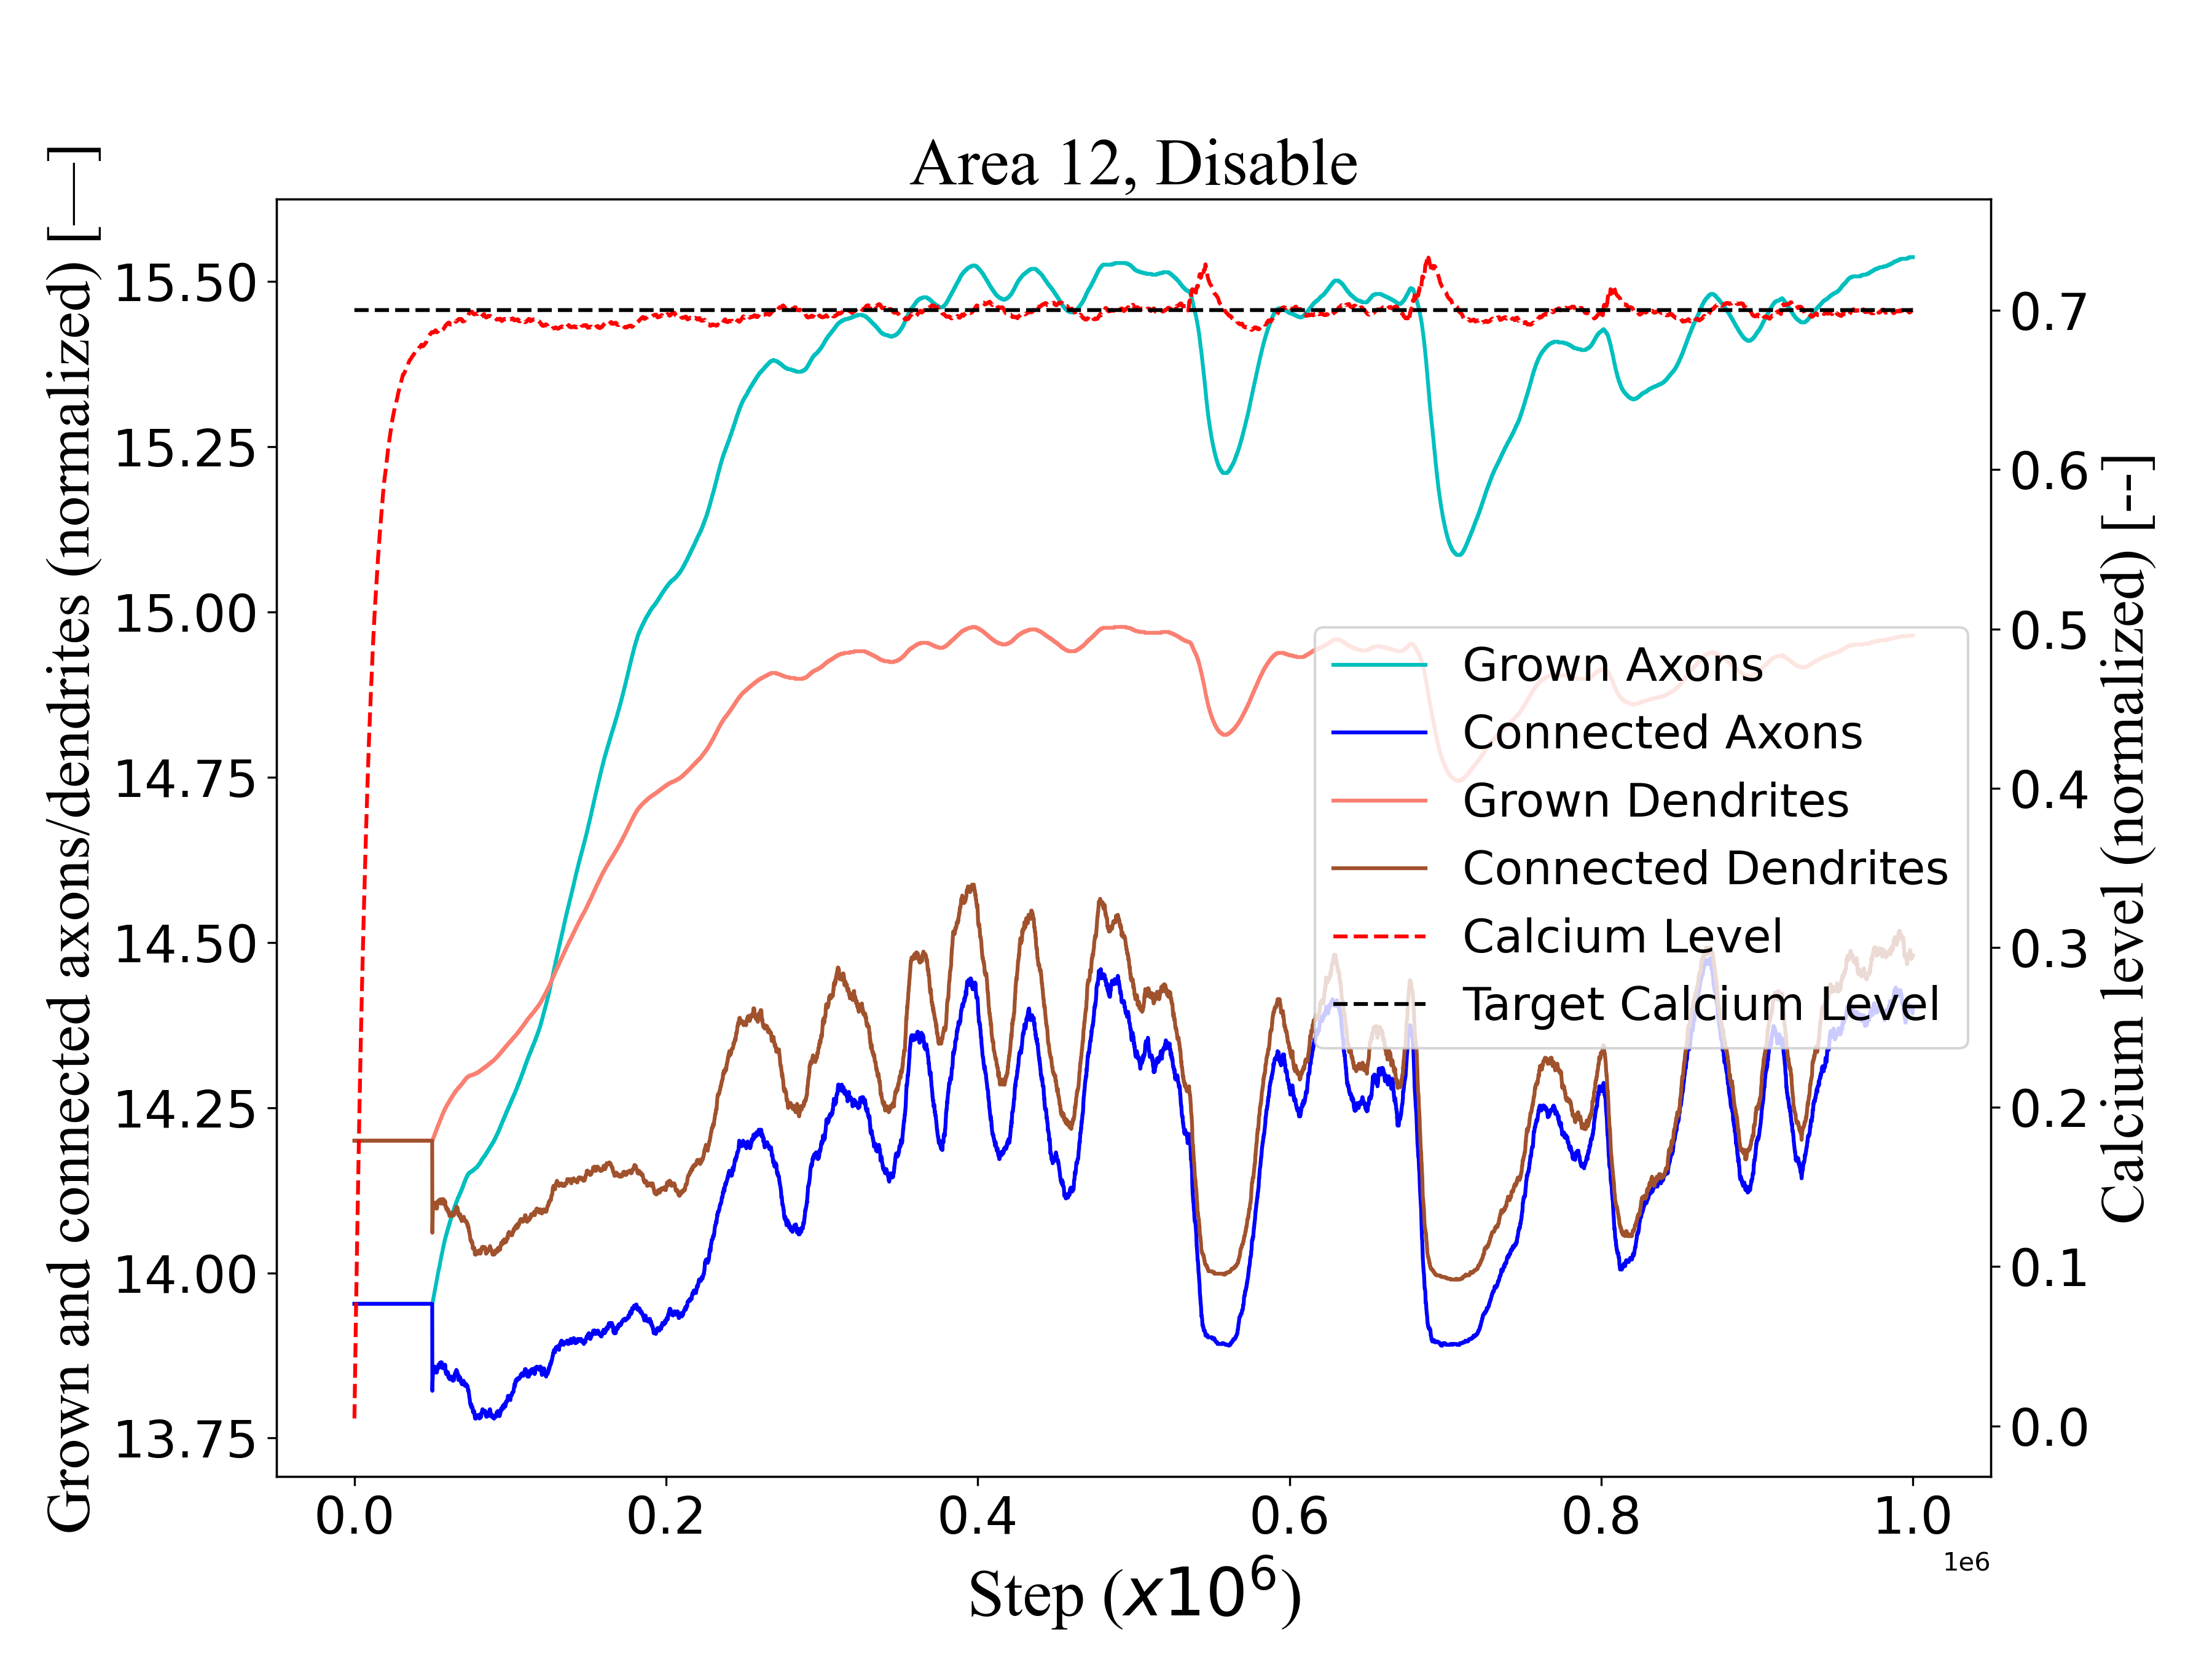 Area 12, Disable
Grown and connected axons/dendrites (normalized) [—]
15.50
15.25
15.00
14.75
14.50
14.25
14.00
13.75
0.7
0.6
0.5
0.4
0.3
0.2
0.1
0.0
Calcium level (normalized) [--]
Grown Axons
Connected Axons
Grown Dendrites
Connected Dendrites
Calcium Level
Target Calcium Level
0.0 0.2 0.4 0.6 0.8 1.0
1e6
Step (x10⁶)